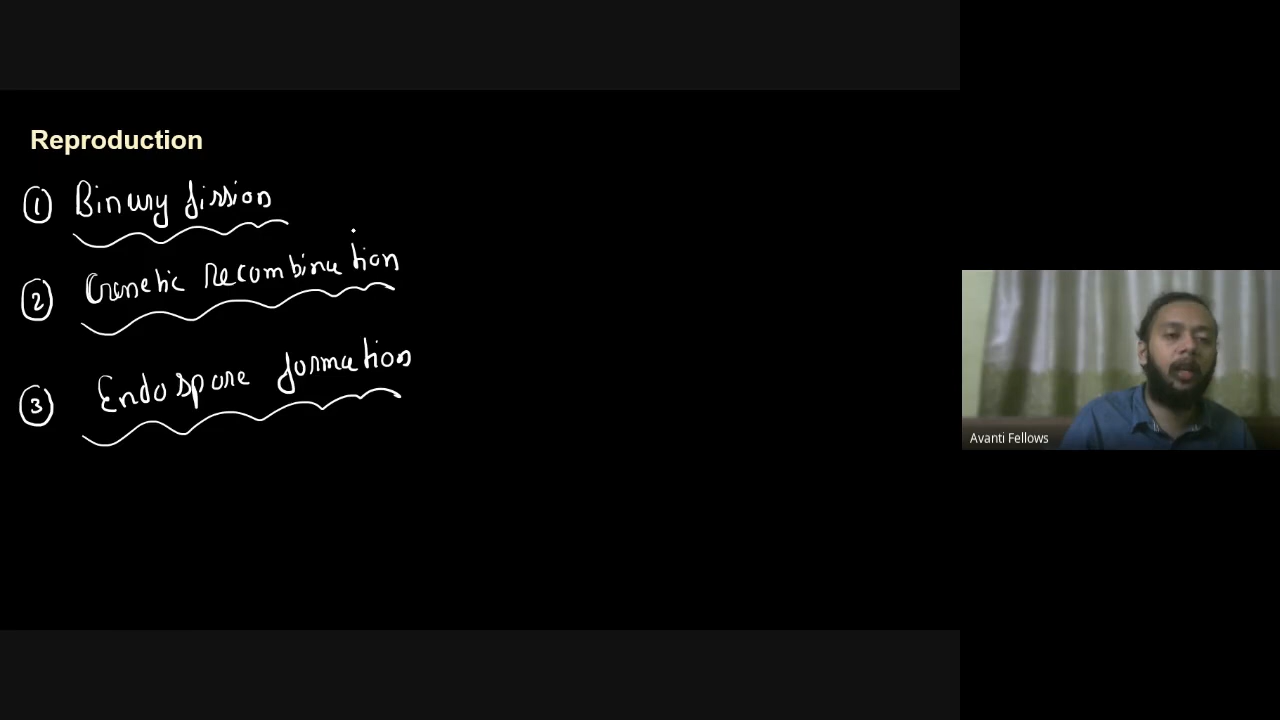 Reproduction
1 Binary fission
2 Genetic Recombination
3 Endospore formation
Avanti Fellows